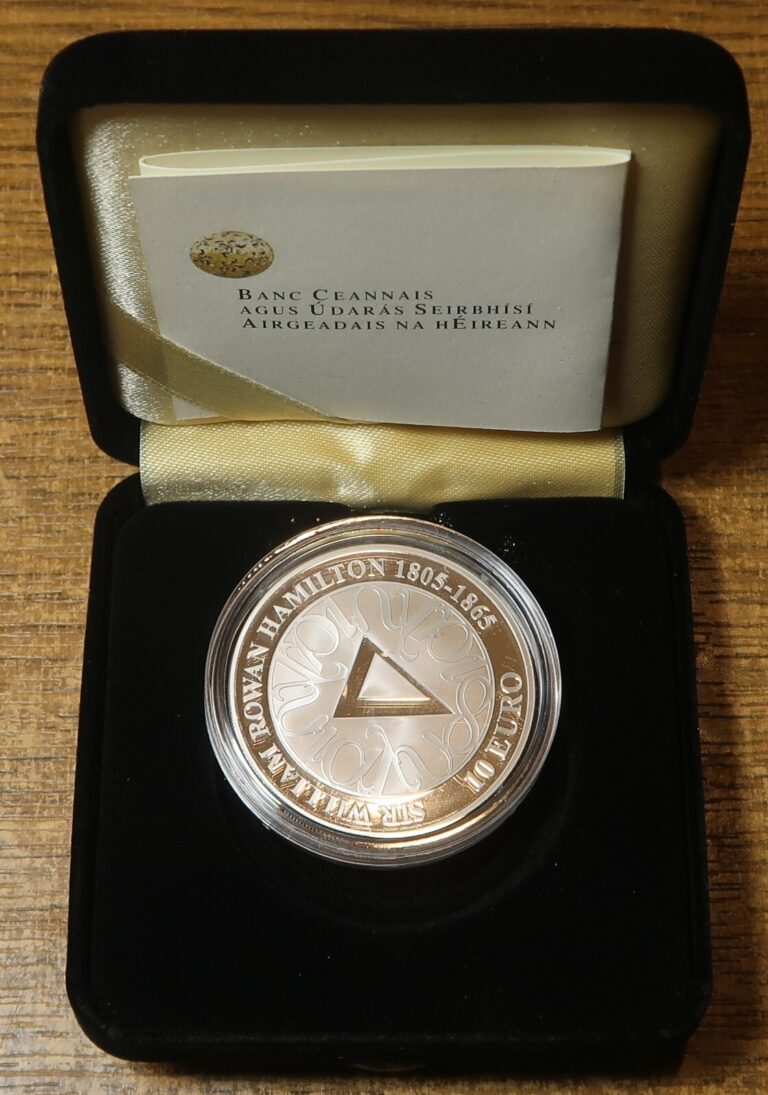 BANC CEANNAIS
AGUS ÚDARÁS SEIRBHÍSÍ
AIRGEADAIS NA HÉIREANN
SIR WILLIAM ROWAN HAMILTON 1805-1865
10 EURO